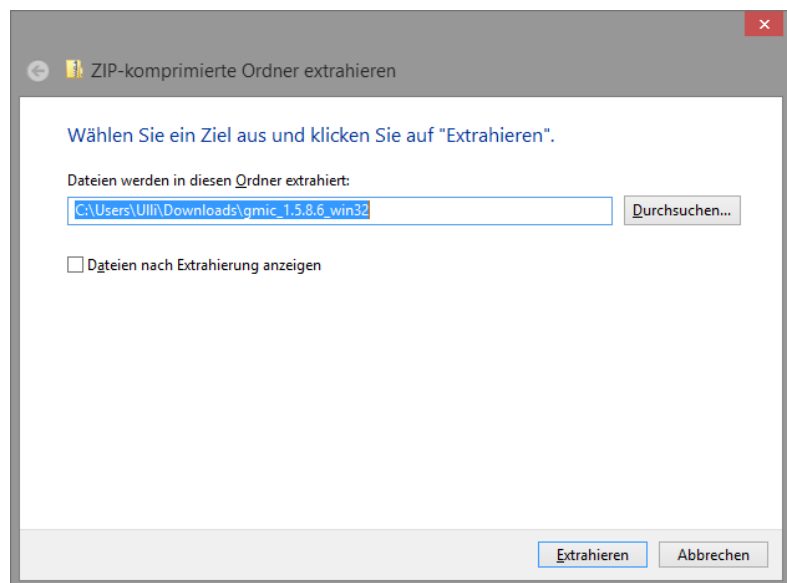 ZIP-komprimierte Ordner extrahieren
Wählen Sie ein Ziel aus und klicken Sie auf "Extrahieren".
Dateien werden in diesen Ordner extrahiert:
C:\Users\Ulli\Downloads\gmic_1.5.8.6_win32
Durchsuchen...
Dateien nach Extrahierung anzeigen
Extrahieren
Abbrechen